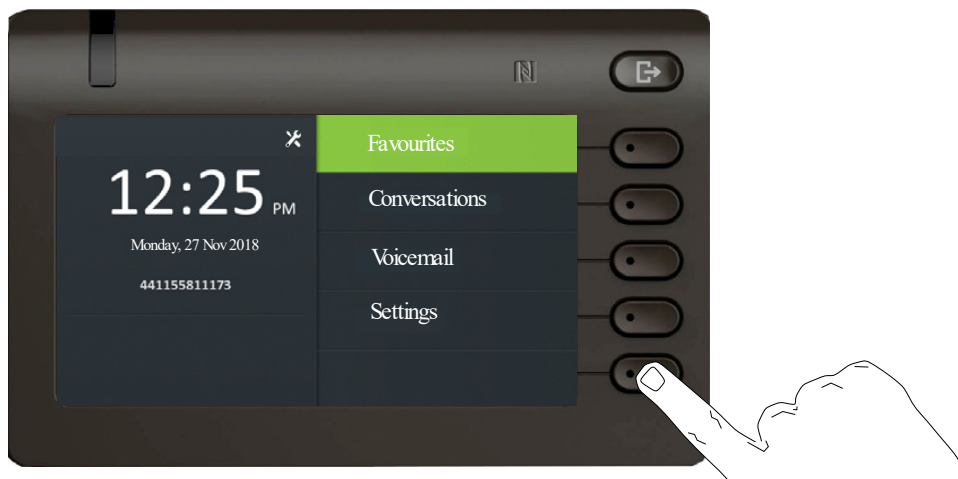 12:25 PM
Monday, 27 Nov 2018
441155811173
Favourites
Conversations
Voicemail
Settings